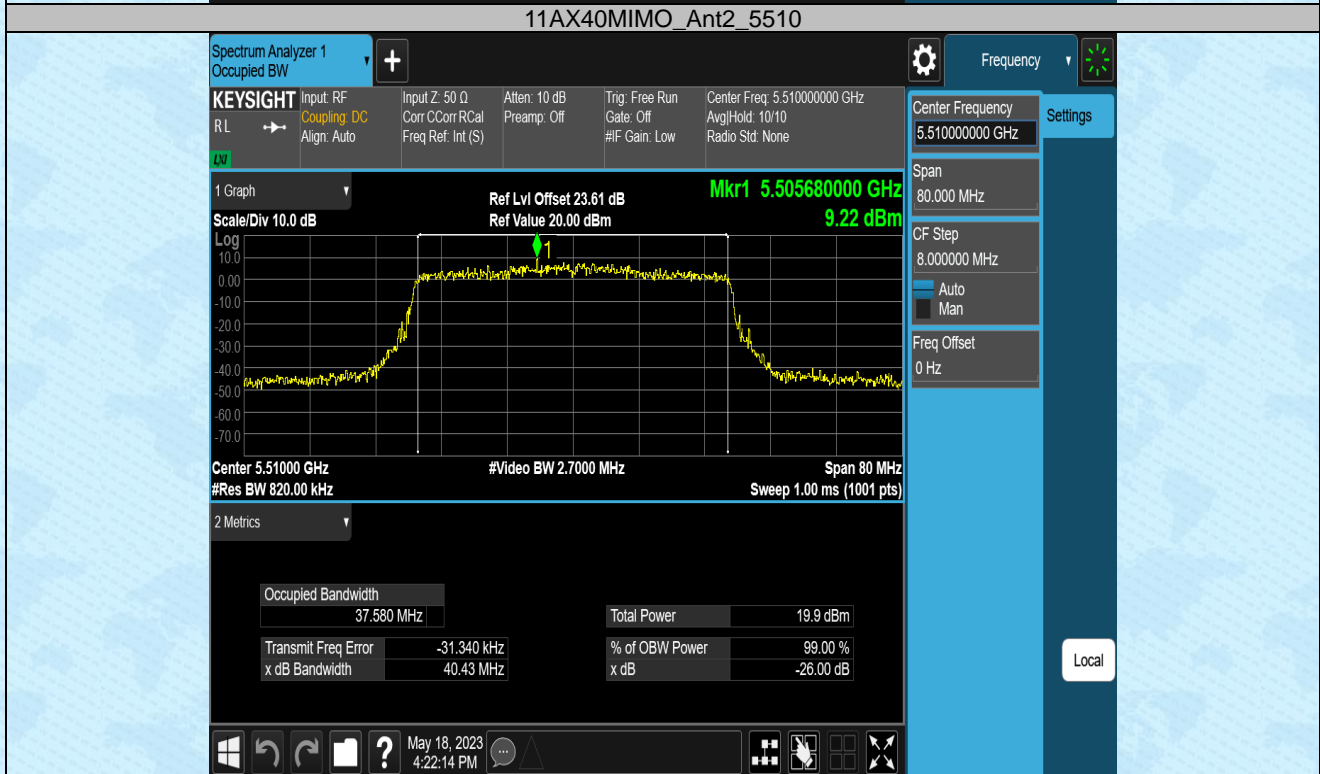 11AX40MIMO_Ant2_5510
Spectrum Analyzer 1
Occupied BW
+
Frequency
KEYSIGHT
RL
LXI
Input: RF
Coupling: DC
Align: Auto
Input Z: 50 Ω
Corr CCorr RCal
Freq Ref: Int (S)
Atten: 10 dB
Preamp: Off
Trig: Free Run
Gate: Off
#IF Gain: Low
Center Freq: 5.510000000 GHz
Avg|Hold: 10/10
Radio Std: None
Center Frequency
5.510000000 GHz
Settings
Span
80.000 MHz
CF Step
8.000000 MHz
Auto
Man
Freq Offset
0 Hz
1 Graph
Scale/Div 10.0 dB
Ref Lvl Offset 23.61 dB
Ref Value 20.00 dBm
Mkr1 5.505680000 GHz
9.22 dBm
Log
10.0
0.00
-10.0
-20.0
-30.0
-40.0
-50.0
-60.0
-70.0
1
Center 5.51000 GHz
#Video BW 2.7000 MHz
Span 80 MHz
#Res BW 820.00 kHz
Sweep 1.00 ms (1001 pts)
2 Metrics
Occupied Bandwidth
37.580 MHz
Total Power 19.9 dBm
Transmit Freq Error -31.340 kHz
% of OBW Power 99.00 %
x dB Bandwidth 40.43 MHz
x dB -26.00 dB
Local
?
May 18, 2023
4:22:14 PM